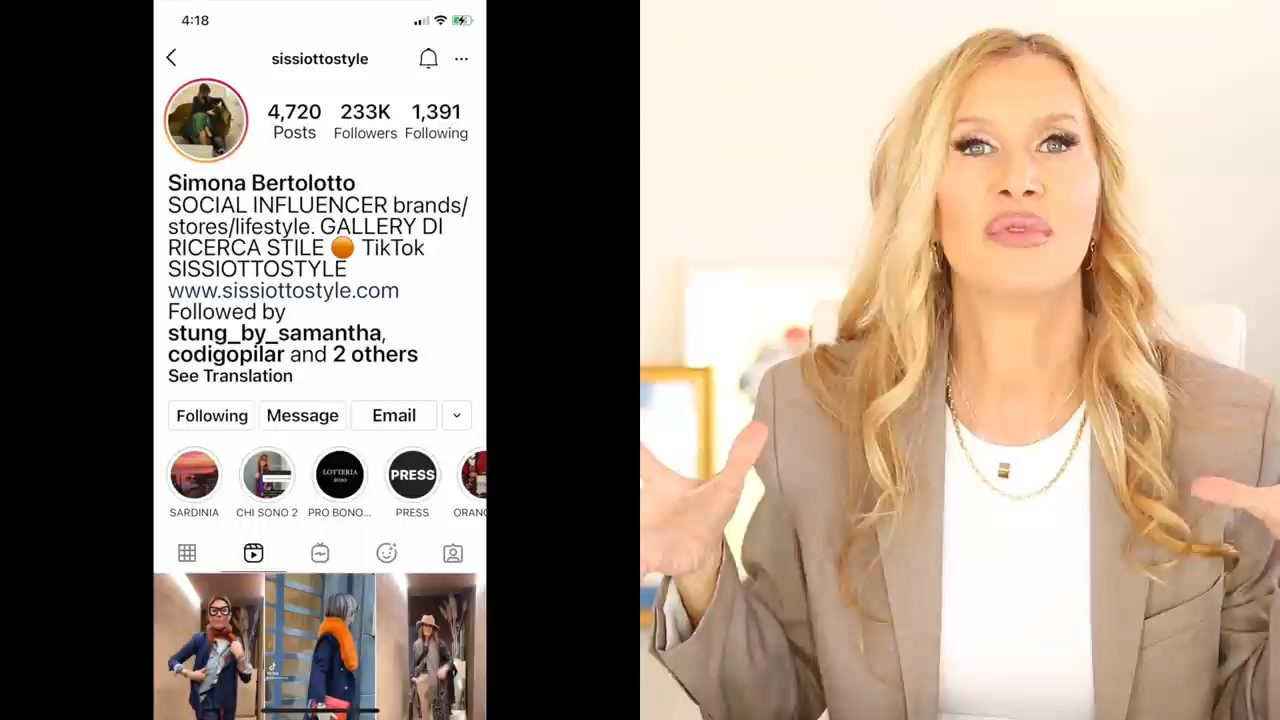 4:18
sissiottostyle
4,720 233K 1,391
Posts Followers Following
Simona Bertolotto
SOCIAL INFLUENCER brands/
stores/lifestyle. GALLERY DI
RICERCA STILE 🟠 TikTok
SISSIOTTOSTYLE
www.sissiottostyle.com
Followed by
stung_by_samantha,
codigopilar and 2 others
See Translation
Following Message Email
LOTTERIA
2020
PRESS
SARDINIA CHI SONO 2 PRO BONO... PRESS ORANG